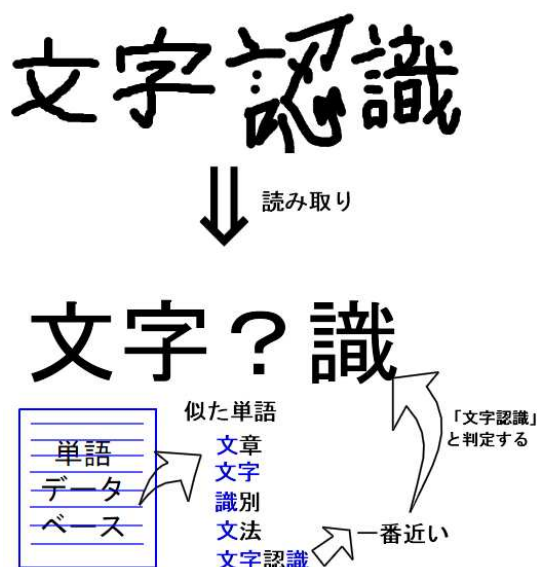 文字認識
読み取り
文字？識
単語
データ
ベース
似た単語
文章
文字
識別
文法
文字認識
一番近い
「文字認識」
と判定する